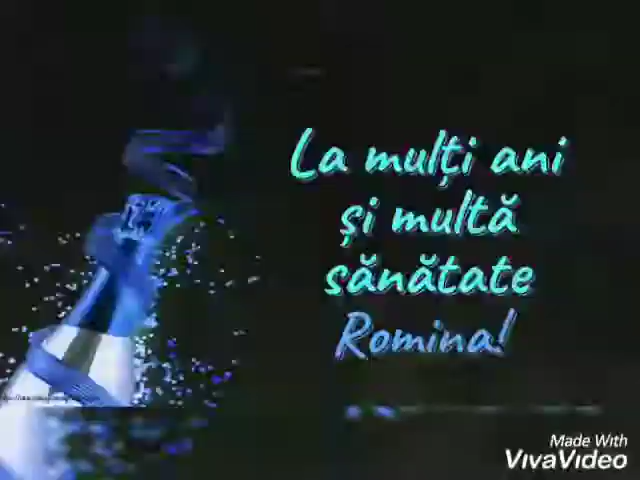 La mulți ani
și multă
sănătate
Romina!
Made With
VivaVideo